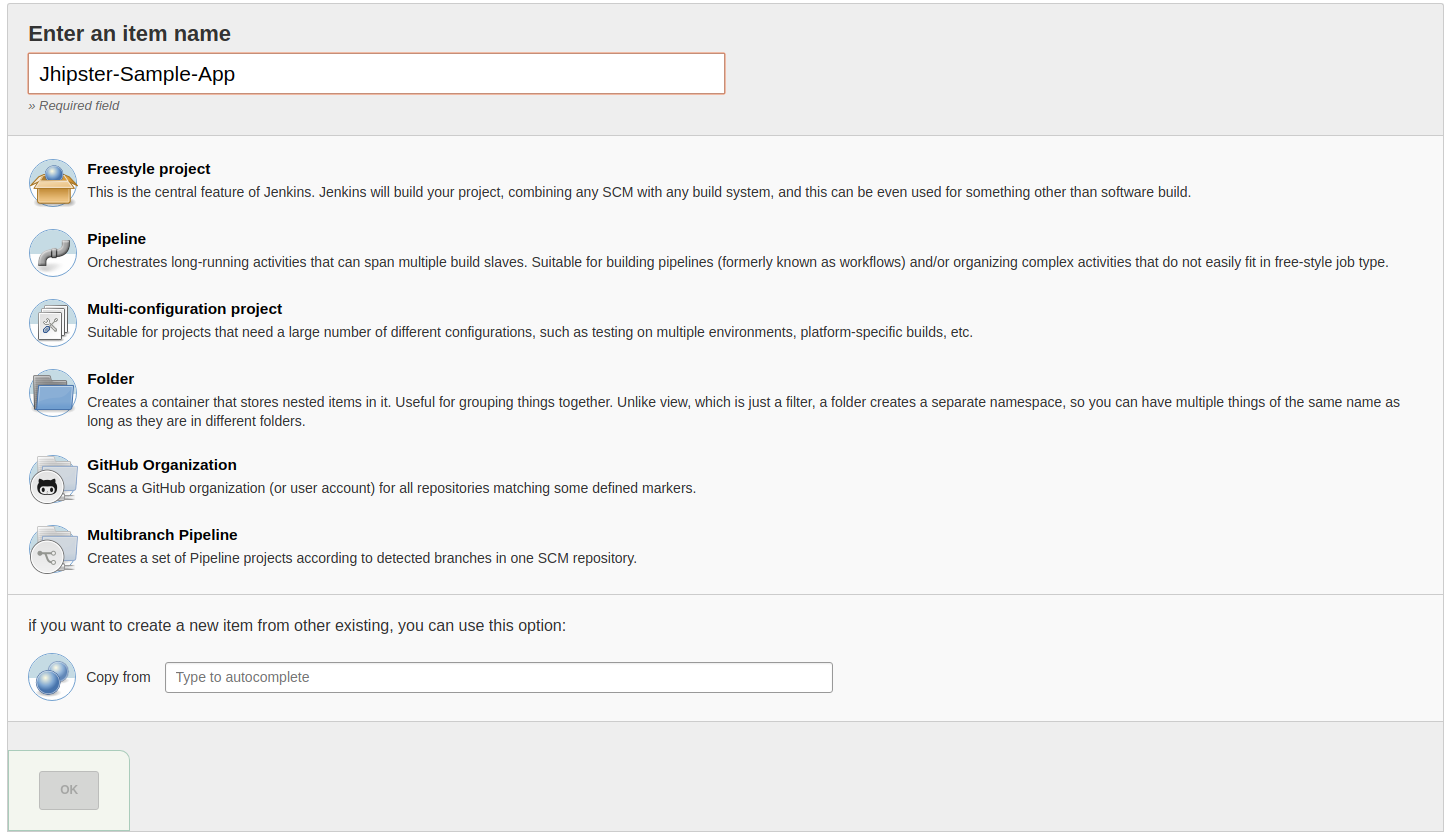 Enter an item name
Jhipster-Sample-App
» Required field
Freestyle project
This is the central feature of Jenkins. Jenkins will build your project, combining any SCM with any build system, and this can be even used for something other than software build.
Pipeline
Orchestrates long-running activities that can span multiple build slaves. Suitable for building pipelines (formerly known as workflows) and/or organizing complex activities that do not easily fit in free-style job type.
Multi-configuration project
Suitable for projects that need a large number of different configurations, such as testing on multiple environments, platform-specific builds, etc.
Folder
Creates a container that stores nested items in it. Useful for grouping things together. Unlike view, which is just a filter, a folder creates a separate namespace, so you can have multiple things of the same name as
long as they are in different folders.
GitHub Organization
Scans a GitHub organization (or user account) for all repositories matching some defined markers.
Multibranch Pipeline
Creates a set of Pipeline projects according to detected branches in one SCM repository.
if you want to create a new item from other existing, you can use this option:
Copy from Type to autocomplete
OK